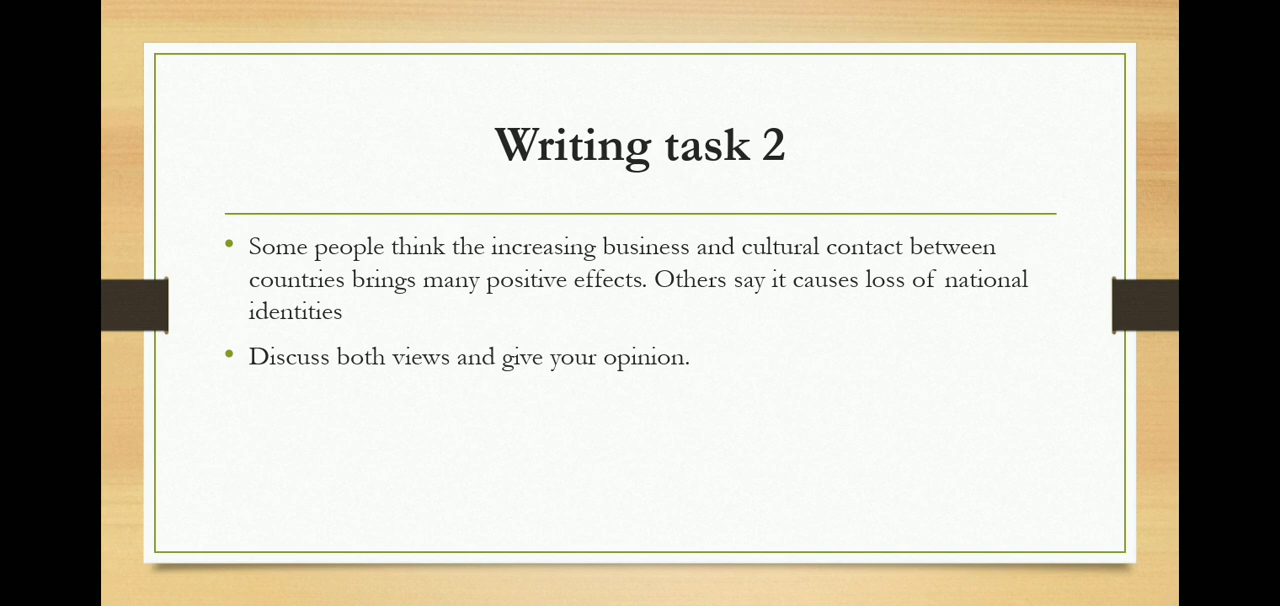 Writing task 2
• Some people think the increasing business and cultural contact between
countries brings many positive effects. Others say it causes loss of national
identities
• Discuss both views and give your opinion.